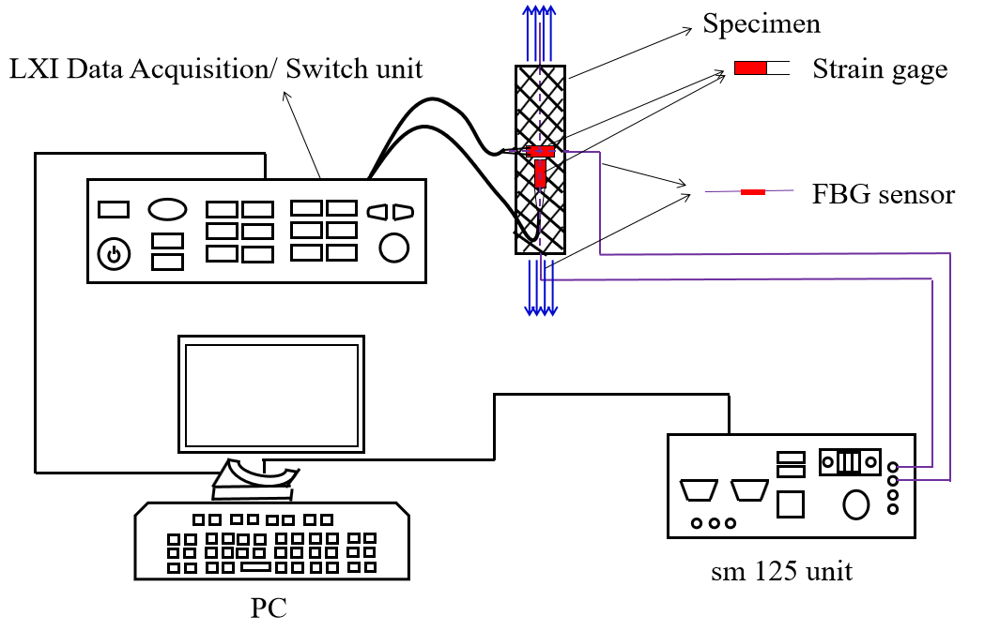 Specimen
LXI Data Acquisition/ Switch unit
Strain gage
FBG sensor
sm 125 unit
PC